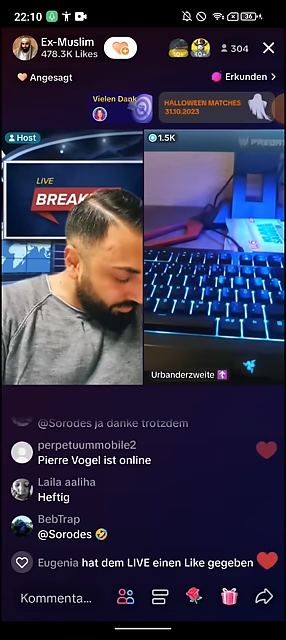 22:10
36
Ex-Muslim
478.3K Likes
304
Angesagt
Erkunden
Vielen Dank
HALLOWEEN MATCHES
31.10.2023
Host
1.5K
LIVE
BREAK
Urbanderzweite
@Sorodes ja danke trotzdem
perpetuummobile2
Pierre Vogel ist online
Laila aaliha
Heftig
BebTrap
@Sorodes 🤣
Eugenia hat dem LIVE einen Like gegeben
Kommenta...